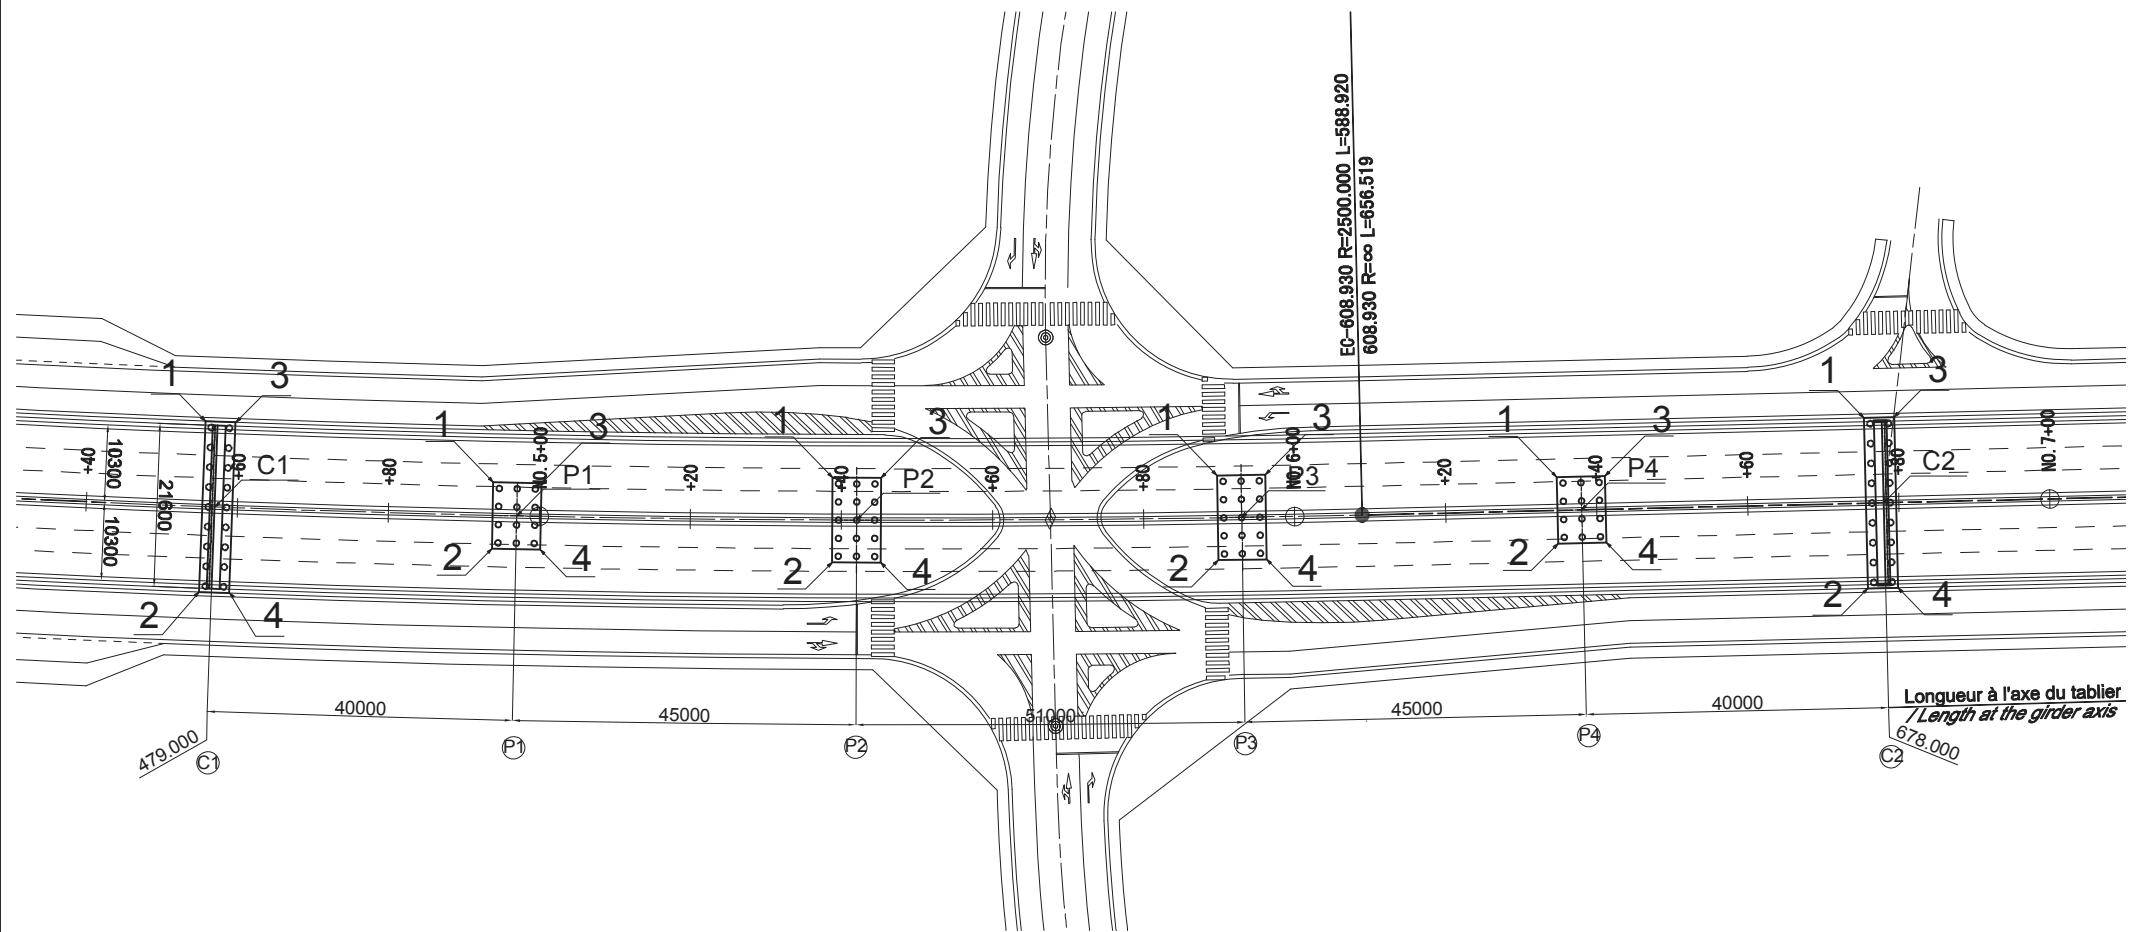 EC-608.930 R=2500.000 L=588.920
608.930 R=∞ L=656.519
1
3
1
3
1
3
1
3
1
3
1
3
+40
+60
+80
NO. 5+00
+20
+40
+60
+80
NO. 6+00
+20
+40
+60
+80
NO. 7+00
10300
21600
10300
C1
P1
P2
P3
P4
C2
2
4
2
4
2
4
2
4
2
4
2
4
40000
45000
51000
45000
40000
Longueur à l'axe du tablier
/ Length at the girder axis
479.000
678.000
C1
P1
P2
P3
P4
C2